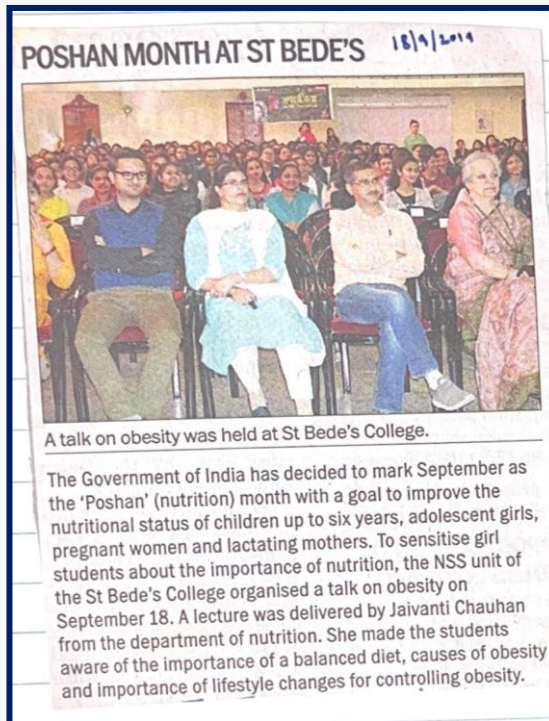 POSHAN MONTH AT ST BEDE'S
18/9/2019
A talk on obesity was held at St Bede's College.
The Government of India has decided to mark September as
the 'Poshan' (nutrition) month with a goal to improve the
nutritional status of children up to six years, adolescent girls,
pregnant women and lactating mothers. To sensitise girl
students about the importance of nutrition, the NSS unit of
the St Bede's College organised a talk on obesity on
September 18. A lecture was delivered by Jaivanti Chauhan
from the department of nutrition. She made the students
aware of the importance of a balanced diet, causes of obesity
and importance of lifestyle changes for controlling obesity.